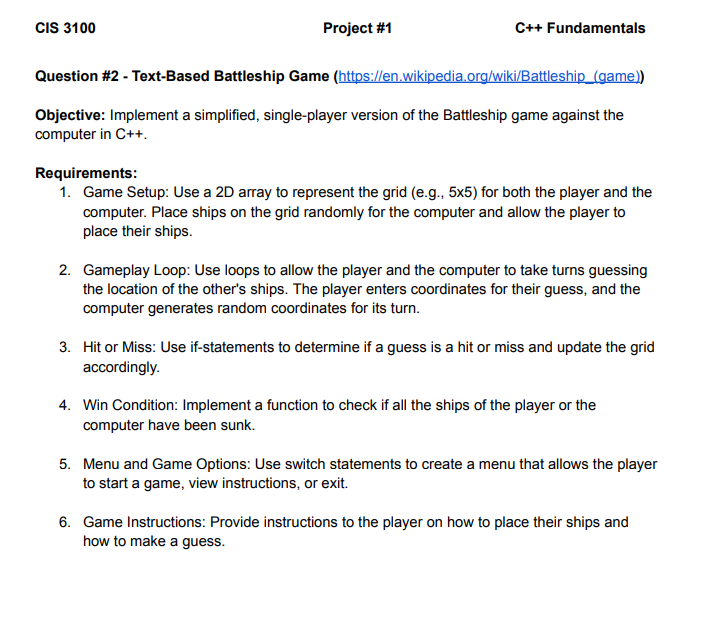 CIS 3100 Project #1 C++ Fundamentals
Question #2 - Text-Based Battleship Game (https://en.wikipedia.org/wiki/Battleship_(game))
Objective: Implement a simplified, single-player version of the Battleship game against the
computer in C++.
Requirements:
1. Game Setup: Use a 2D array to represent the grid (e.g., 5x5) for both the player and the
computer. Place ships on the grid randomly for the computer and allow the player to
place their ships.
2. Gameplay Loop: Use loops to allow the player and the computer to take turns guessing
the location of the other's ships. The player enters coordinates for their guess, and the
computer generates random coordinates for its turn.
3. Hit or Miss: Use if-statements to determine if a guess is a hit or miss and update the grid
accordingly.
4. Win Condition: Implement a function to check if all the ships of the player or the
computer have been sunk.
5. Menu and Game Options: Use switch statements to create a menu that allows the player
to start a game, view instructions, or exit.
6. Game Instructions: Provide instructions to the player on how to place their ships and
how to make a guess.